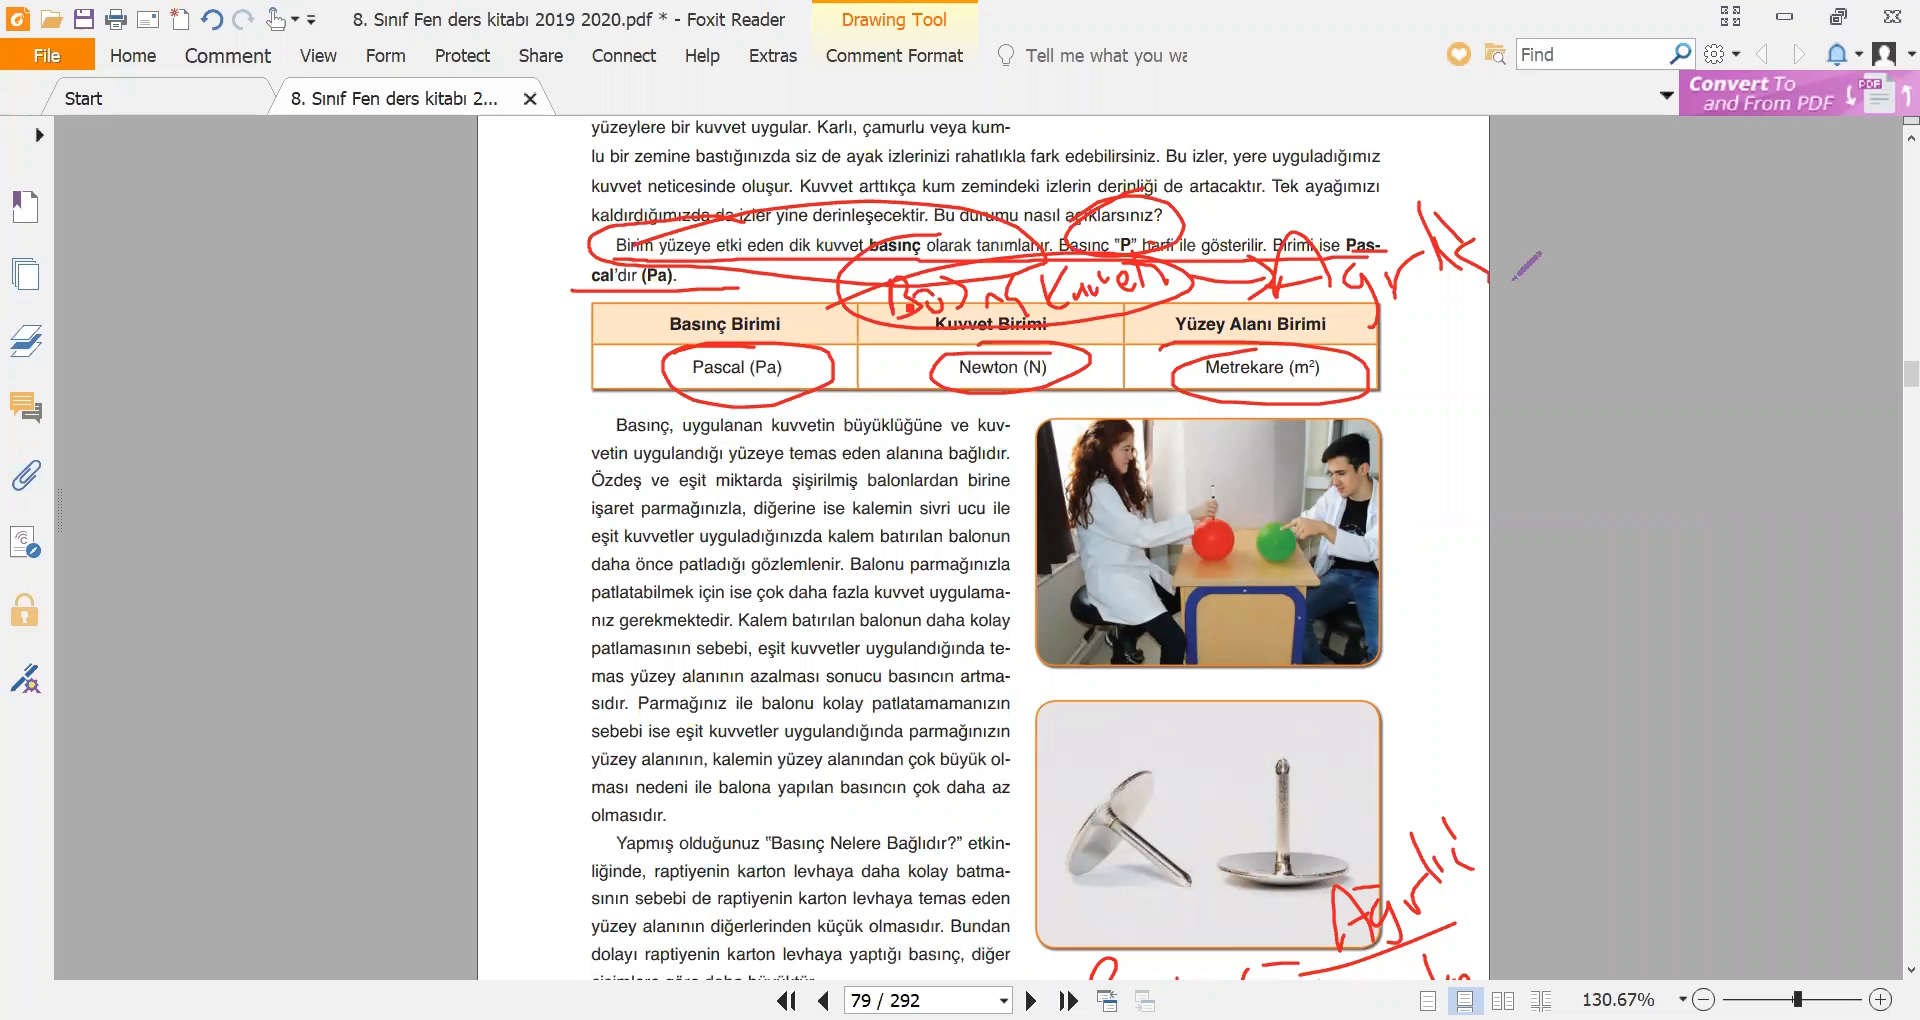 8. Sınıf Fen ders kitabı 2019 2020.pdf * - Foxit Reader
Drawing Tool
File Home Comment View Form Protect Share Connect Help Extras Comment Format Tell me what you wa
Find
Start
8. Sınıf Fen ders kitabı 2...
Convert To
and From PDF
PDF
yüzeylere bir kuvvet uygular. Karlı, çamurlu veya kum-
lu bir zemine bastığınızda siz de ayak izlerinizi rahatlıkla fark edebilirsiniz. Bu izler, yere uyguladığımız
kuvvet neticesinde oluşur. Kuvvet arttıkça kum zemindeki izlerin derinliği de artacaktır. Tek ayağımızı
kaldırdığımızda da izler yine derinleşecektir. Bu durumu nasıl açıklarsınız?
Birim yüzeye etki eden dik kuvvet basınç olarak tanımlanır. Basınç "P" harfi ile gösterilir. Birimi ise Pas-
cal'dır (Pa).
Basınç Kuvveti
Basınç Birimi Kuvvet Birimi Yüzey Alanı Birimi
Pascal (Pa) Newton (N) Metrekare (m²)
Basınç, uygulanan kuvvetin büyüklüğüne ve kuv-
vetin uygulandığı yüzeye temas eden alanına bağlıdır.
Özdeş ve eşit miktarda şişirilmiş balonlardan birine
işaret parmağınızla, diğerine ise kalemin sivri ucu ile
eşit kuvvetler uyguladığınızda kalem batırılan balonun
daha önce patladığı gözlemlenir. Balonu parmağınızla
patlatabilmek için ise çok daha fazla kuvvet uygulama-
nız gerekmektedir. Kalem batırılan balonun daha kolay
patlamasının sebebi, eşit kuvvetler uygulandığında te-
mas yüzey alanının azalması sonucu basıncın artma-
sıdır. Parmağınız ile balonu kolay patlatamamanızın
sebebi ise eşit kuvvetler uygulandığında parmağınızın
yüzey alanının, kalemin yüzey alanından çok büyük ol-
ması nedeni ile balona yapılan basıncın çok daha az
olmasıdır.
Yapmış olduğunuz "Basınç Nelere Bağlıdır?" etkin-
liğinde, raptiyenin karton levhaya daha kolay batma-
sının sebebi de raptiyenin karton levhaya temas eden
yüzey alanının diğerlerinden küçük olmasıdır. Bundan
dolayı raptiyenin karton levhaya yaptığı basınç, diğer
79 / 292
130.67%